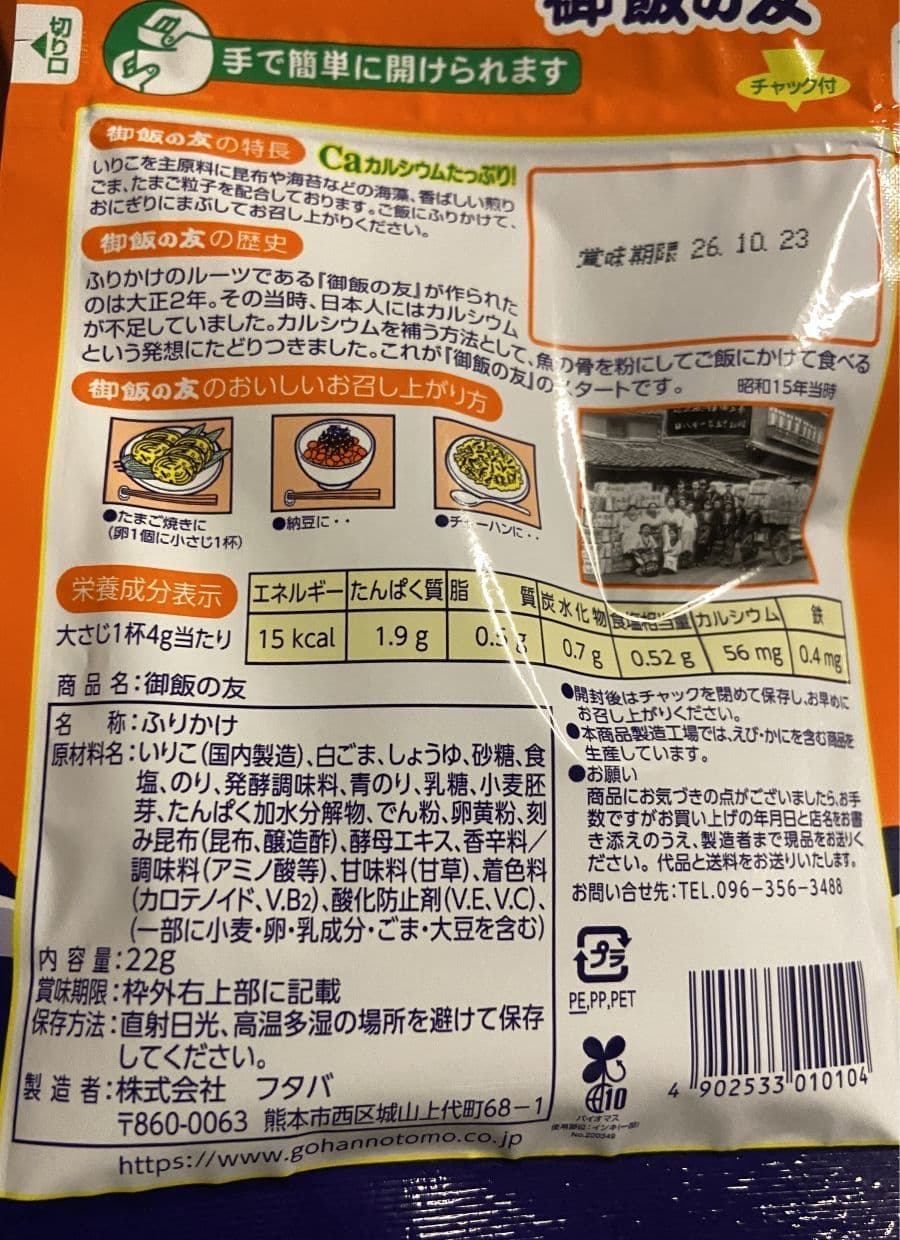 御飯の友
切り口
手で簡単に開けられます
チャック付
御飯の友の特長
Caカルシウムたっぷり!
いりこを主原料に昆布や海苔などの海藻、香ばしい煎り
ごま、たまご粒子を配合しております。ご飯にふりかけて、
おにぎりにまぶしてお召し上がりください。
賞味期限 26.10.23
御飯の友の歴史
ふりかけのルーツである『御飯の友』が作られた
のは大正2年。その当時、日本人にはカルシウム
が不足していました。カルシウムを補う方法として、魚の骨を粉にしてご飯にかけて食べる
という発想にたどりつきました。これが『御飯の友』のスタートです。
昭和15年当時
御飯の友のおいしいお召し上がり方
●たまご焼きに
(卵1個に小さじ1杯)
●納豆に・・
●チャーハンに・・
栄養成分表示
大さじ1杯4g当たり
エネルギー たんぱく質 脂質 炭水化物 食塩相当量 カルシウム 鉄
15 kcal 1.9 g 0.5 g 0.7 g 0.52 g 56 mg 0.4 mg
商品名:御飯の友
名称:ふりかけ
原材料名:いりこ(国内製造)、白ごま、しょうゆ、砂糖、食
塩、のり、発酵調味料、青のり、乳糖、小麦胚
芽、たんぱく加水分解物、でん粉、卵黄粉、刻
み昆布(昆布、醸造酢)、酵母エキス、香辛料/
調味料(アミノ酸等)、甘味料(甘草)、着色料
(カロテノイド、V.B2)、酸化防止剤(V.E、V.C)、
(一部に小麦・卵・乳成分・ごま・大豆を含む)
内容量:22g
賞味期限:枠外右上部に記載
保存方法:直射日光、高温多湿の場所を避けて保存
してください。
製造者:株式会社 フタバ
〒860-0063 熊本市西区城山上代町68-1
https://www.gohannotomo.co.jp
●開封後はチャックを閉めて保存し、お早めに
お召し上がりください。
●本商品製造工場では、えび・かにを含む商品を
生産しています。
●お願い
商品にお気づきの点がございましたら、お手
数ですがお買い上げの年月日と店名をお書
き添えのうえ、製造者まで現品をお送りく
ださい。代品と送料をお送りいたします。
お問い合せ先:TEL.096-356-3488
プラ
PE,PP,PET
10
バイオマス
使用部位:インキ(一部)
No.220349
4 902533 010104